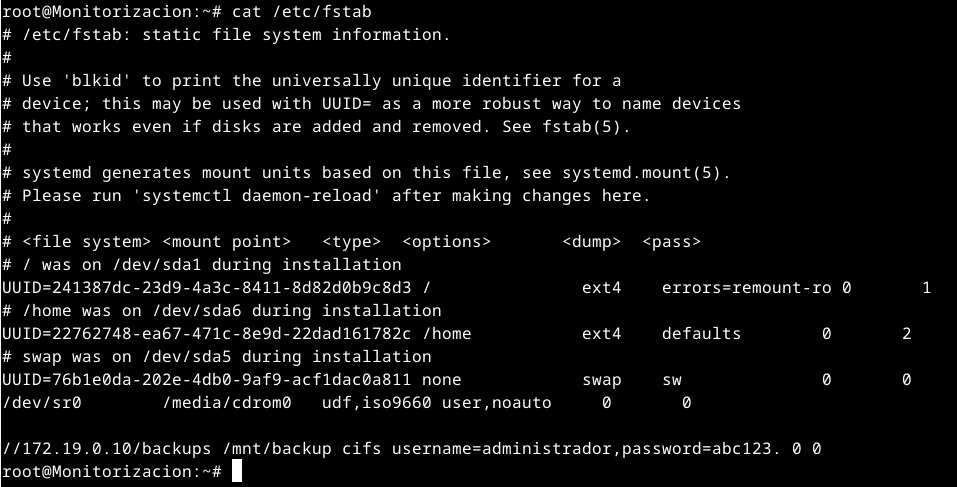 root@Monitorizacion:~# cat /etc/fstab
# /etc/fstab: static file system information.
#
# Use 'blkid' to print the universally unique identifier for a
# device; this may be used with UUID= as a more robust way to name devices
# that works even if disks are added and removed. See fstab(5).
#
# systemd generates mount units based on this file, see systemd.mount(5).
# Please run 'systemctl daemon-reload' after making changes here.
#
# <file system> <mount point>   <type>  <options>       <dump>  <pass>
# / was on /dev/sda1 during installation
UUID=241387dc-23d9-4a3c-8411-8d82d0b9c8d3 /               ext4    errors=remount-ro 0       1
# /home was on /dev/sda6 during installation
UUID=22762748-ea67-471c-8e9d-22dad161782c /home           ext4    defaults        0       2
# swap was on /dev/sda5 during installation
UUID=76b1e0da-202e-4db0-9af9-acf1dac0a811 none            swap    sw              0       0
/dev/sr0        /media/cdrom0   udf,iso9660 user,noauto     0       0

//172.19.0.10/backups /mnt/backup cifs username=administrador,password=abc123. 0 0
root@Monitorizacion:~#